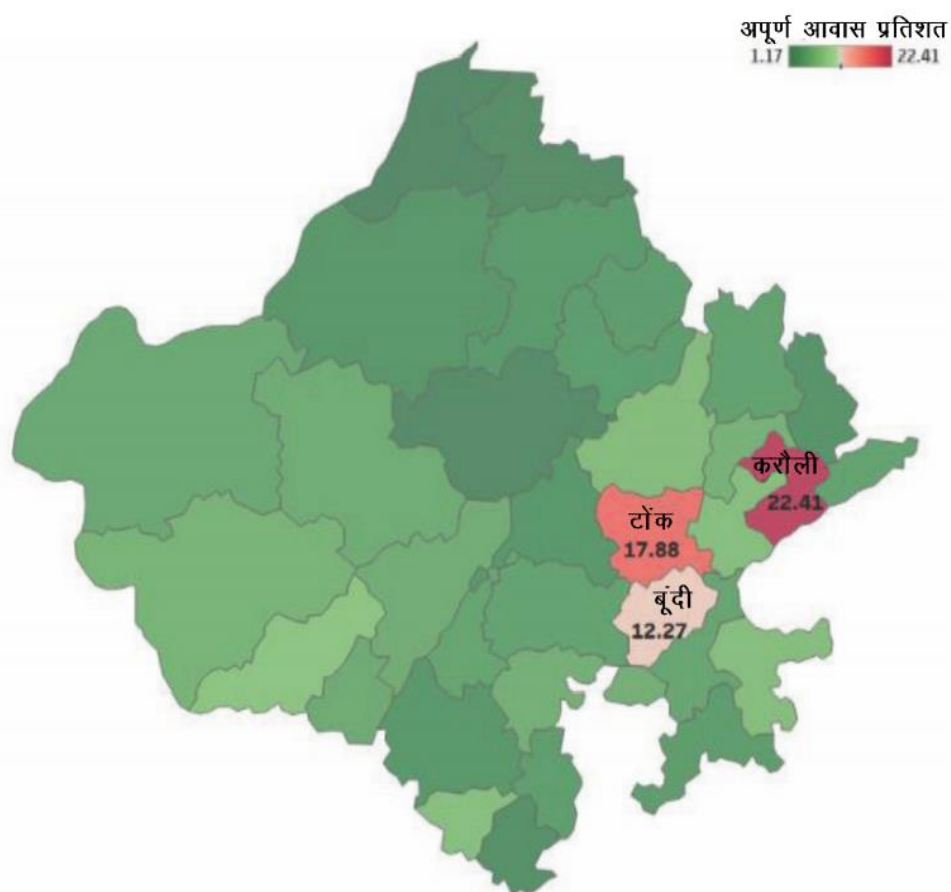 अपूर्ण आवास प्रतिशत
1.17 22.41
करौली
22.41
टोंक
17.88
बूंदी
12.27